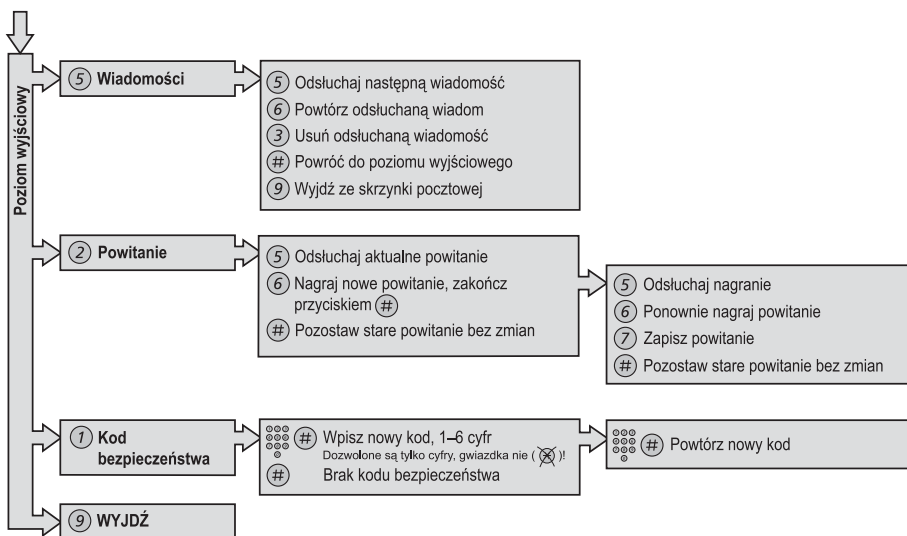 Poziom wyjściowy
5 Wiadomości
5 Odsłuchaj następną wiadomość
6 Powtórz odsłuchaną wiadom
3 Usuń odsłuchaną wiadomość
# Powróć do poziomu wyjściowego
9 Wyjdź ze skrzynki pocztowej
2 Powitanie
5 Odsłuchaj aktualne powitanie
6 Nagraj nowe powitanie, zakończ
przyciskiem #
# Pozostaw stare powitanie bez zmian
5 Odsłuchaj nagranie
6 Ponownie nagraj powitanie
7 Zapisz powitanie
# Pozostaw stare powitanie bez zmian
1 Kod
bezpieczeństwa
# Wpisz nowy kod, 1–6 cyfr
Dozwolone są tylko cyfry, gwiazdka nie ( * )!
# Brak kodu bezpieczeństwa
# Powtórz nowy kod
9 WYJDŹ